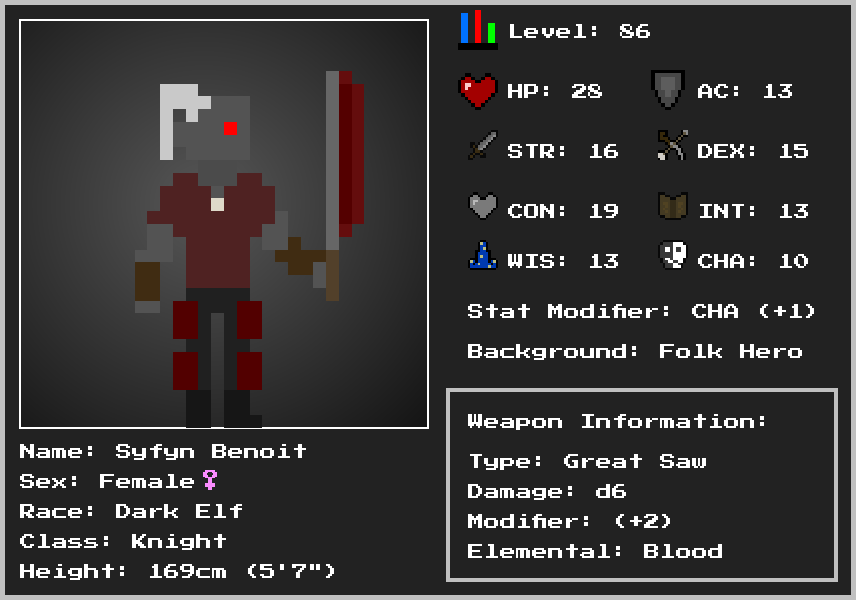 Level: 86
HP: 28
AC: 13
STR: 16
DEX: 15
CON: 19
INT: 13
WIS: 13
CHA: 10
Stat Modifier: CHA (+1)
Background: Folk Hero
Weapon Information:
Type: Great Saw
Damage: d6
Modifier: (+2)
Elemental: Blood
Name: Syfyn Benoit
Sex: Female♀
Race: Dark Elf
Class: Knight
Height: 169cm (5'7")